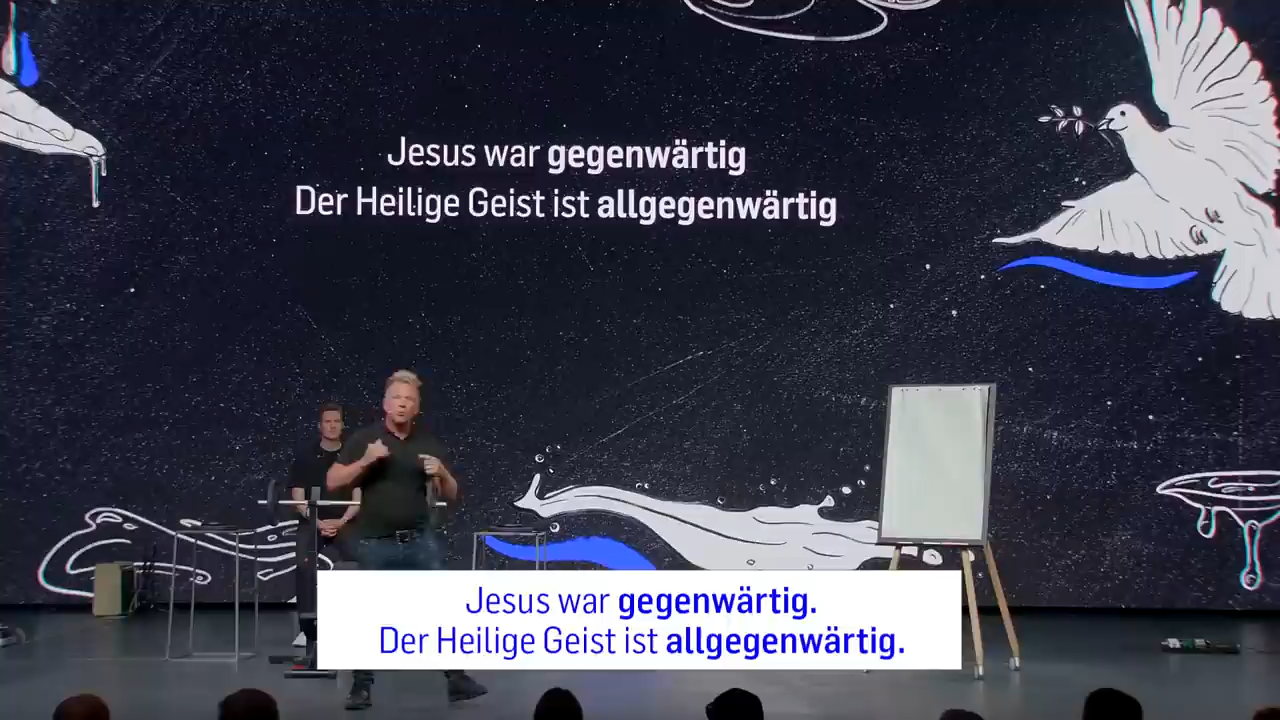 Jesus war gegenwärtig
Der Heilige Geist ist allgegenwärtig
Jesus war gegenwärtig.
Der Heilige Geist ist allgegenwärtig.